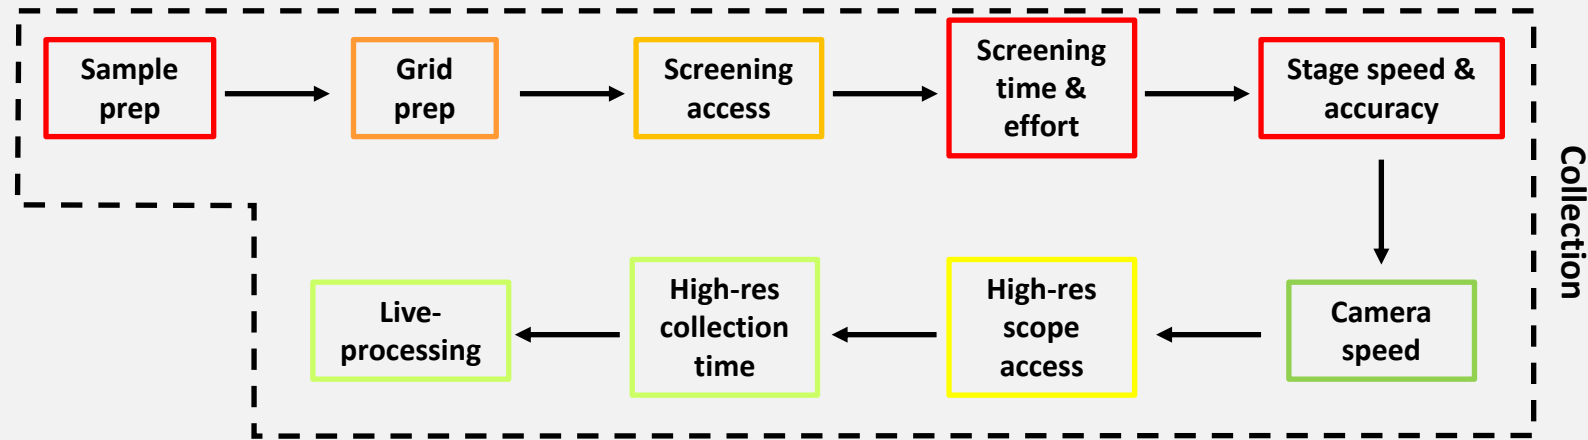 Sample
prep
Grid
prep
Screening
access
Screening
time &
effort
Stage speed &
accuracy
Camera
speed
High-res
scope
access
High-res
collection
time
Live-
processing
Collection